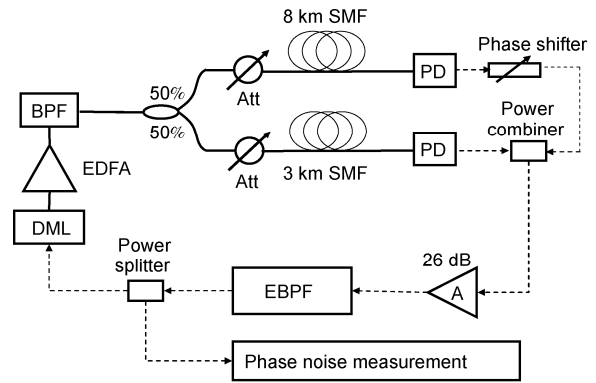 8 km SMF
Phase shifter
PD
50%
Att
BPF
Power
combiner
50%
PD
EDFA
Att
3 km SMF
DML
Power
splitter
26 dB
EBPF
A
Phase noise measurement